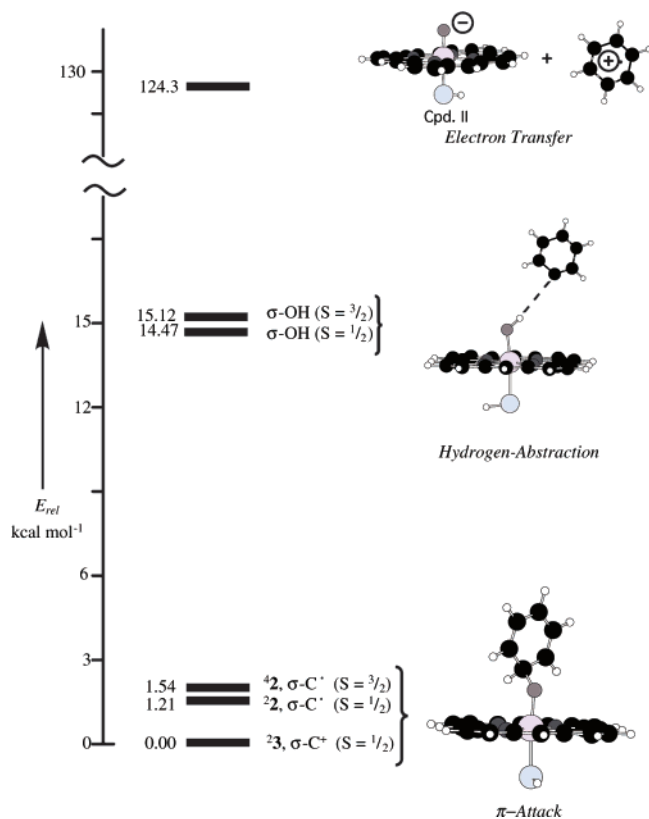 ⊖
130
124.3
+
⊕
Cpd. II
Electron Transfer
15.12 σ-OH (S = 3/2)
15
14.47 σ-OH (S = 1/2)
12
Hydrogen-Abstraction
E_rel
kcal mol⁻¹
6
3
1.54 ⁴2, σ-C˙ (S = 3/2)
1.21 ²2, σ-C˙ (S = 1/2)
0 0.00 ²3, σ-C⁺ (S = 1/2)
π–Attack